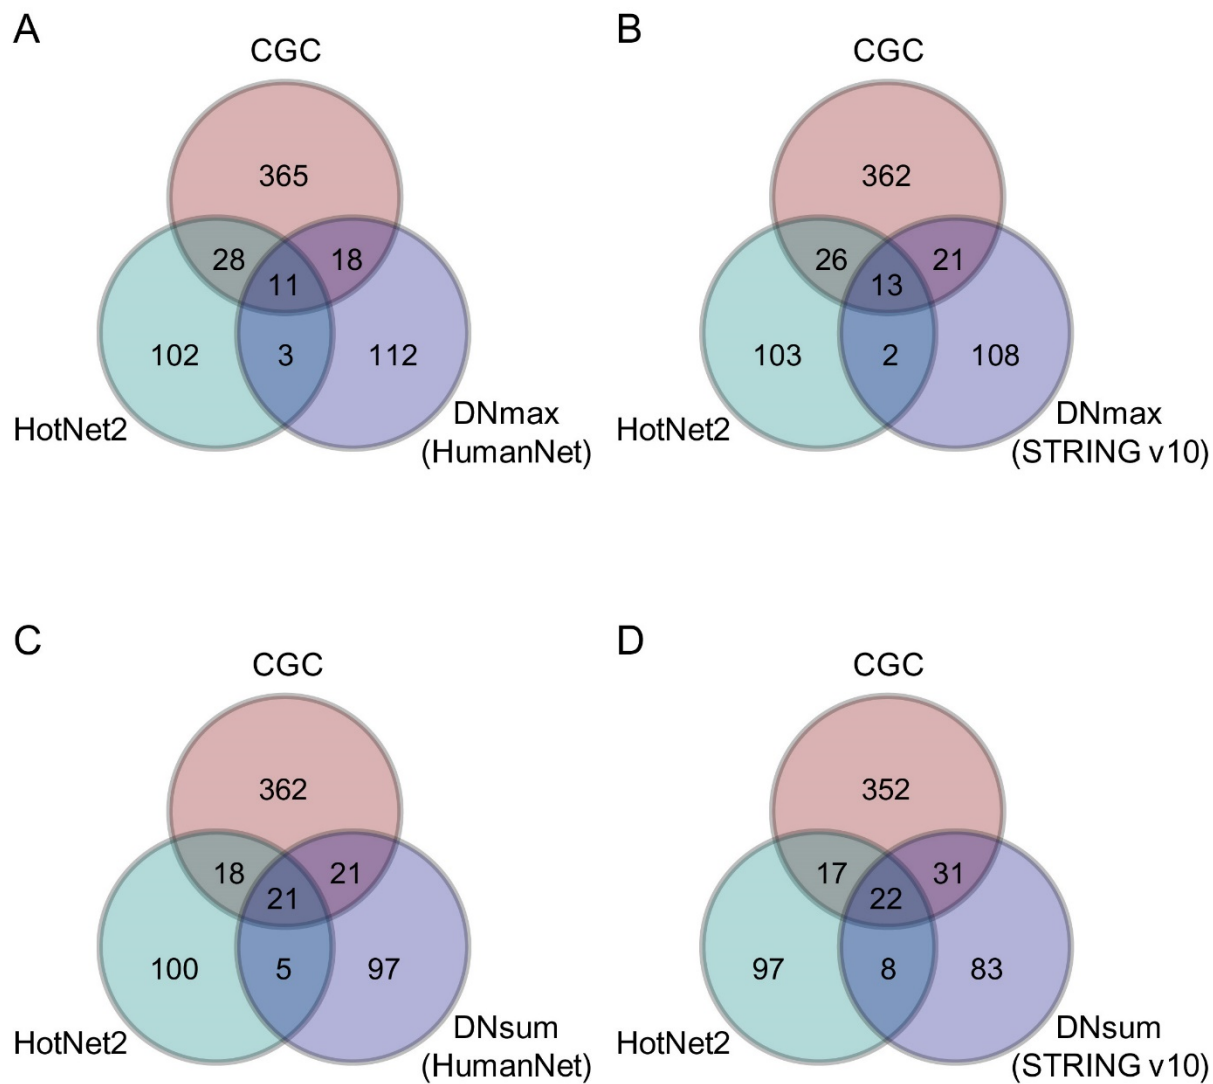 A
CGC
365
28
18
11
102
3
112
HotNet2
DNmax
(HumanNet)
B
CGC
362
26
21
13
103
2
108
HotNet2
DNmax
(STRING v10)
C
CGC
362
18
21
21
100
5
97
HotNet2
DNsum
(HumanNet)
D
CGC
352
17
31
22
97
8
83
HotNet2
DNsum
(STRING v10)